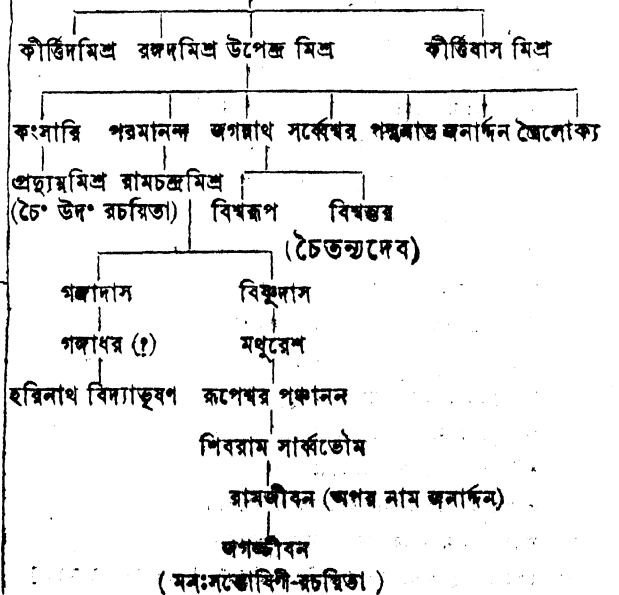 কীর্ত্তিদমিশ্র রঙ্গদমিশ্র উপেন্দ্র মিশ্র কীর্ত্তিবাস মিশ্র
কংসারি পরমানন্দ জগন্নাথ সর্ব্বেশ্বর পদ্মনাভ জনার্দ্দন ত্রৈলোক্য
প্রদ্যুম্নমিশ্র রামচন্দ্রমিশ্র
(চৈ° উদ° রচয়িতা) বিশ্বরূপ বিশ্বম্ভর
(চৈতন্যদেব)
গঙ্গাদাস বিষ্ণুদাস
গঙ্গাধর (?) মথুরেশ
হরিনাথ বিদ্যাভূষণ রূপেশ্বর পঞ্চানন
শিবরাম সার্ব্বভৌম
রামজীবন (অপর নাম জনার্দ্দন)
জগজ্জীবন
(মনঃসন্তোষিণী-রচয়িতা)